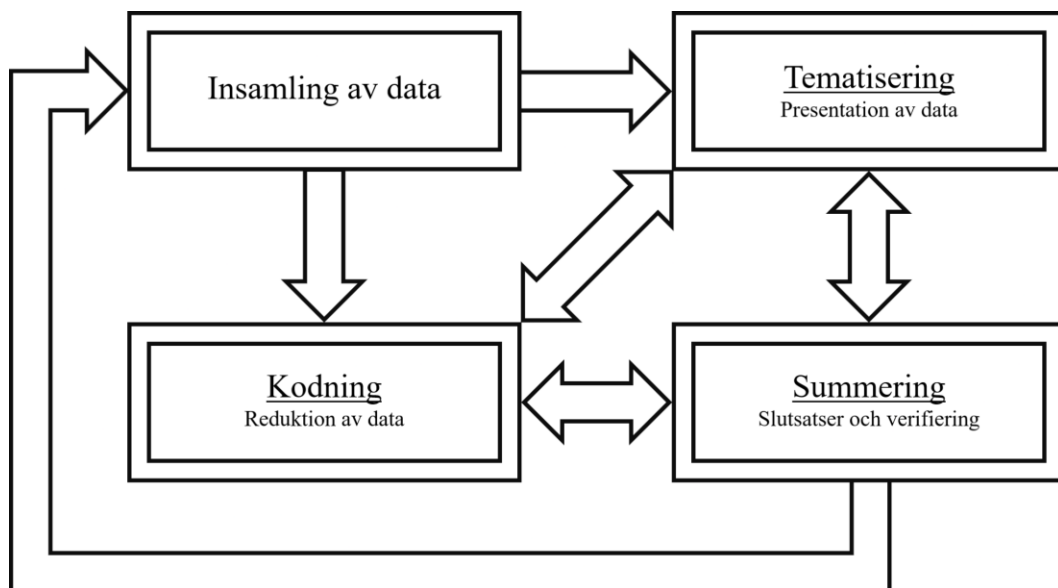 Insamling av data
Tematisering
Presentation av data
Kodning
Reduktion av data
Summering
Slutsatser och verifiering